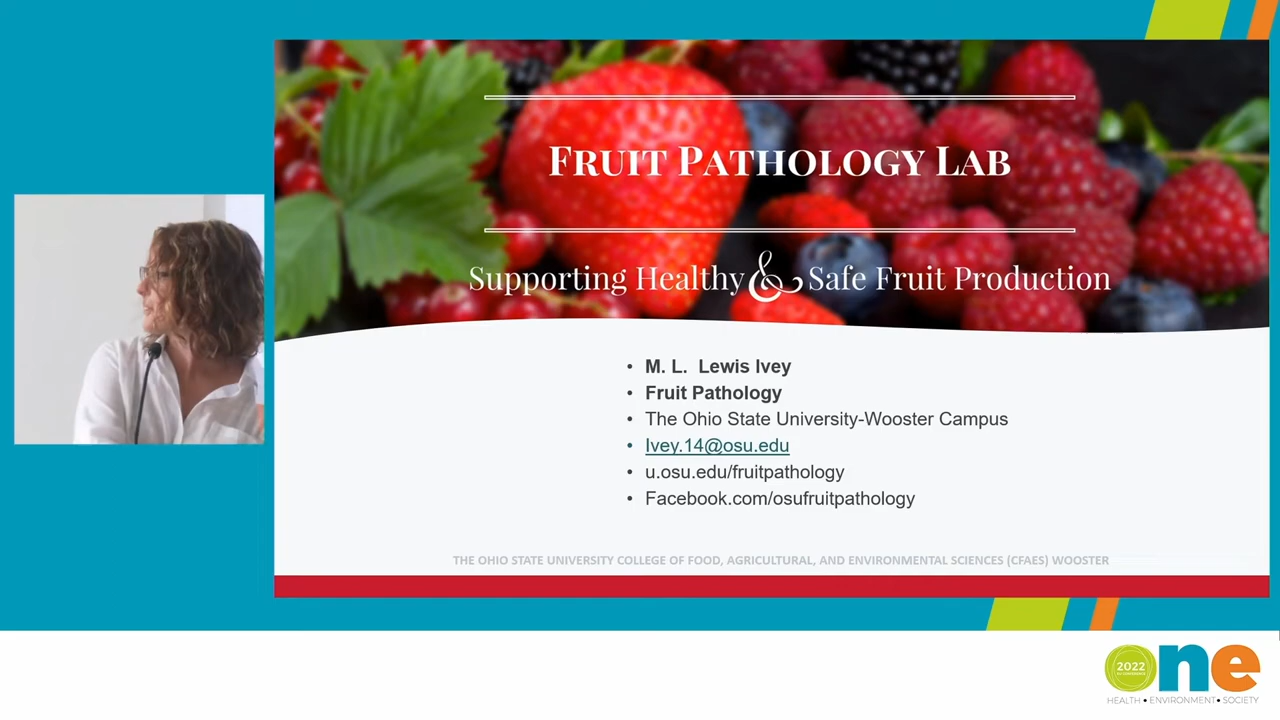 FRUIT PATHOLOGY LAB
Supporting Healthy & Safe Fruit Production
• M. L. Lewis Ivey
• Fruit Pathology
• The Ohio State University-Wooster Campus
• Ivey.14@osu.edu
• u.osu.edu/fruitpathology
• Facebook.com/osufruitpathology
THE OHIO STATE UNIVERSITY COLLEGE OF FOOD, AGRICULTURAL, AND ENVIRONMENTAL SCIENCES (CFAES) WOOSTER
one
2022
HEALTH • ENVIRONMENT • SOCIETY